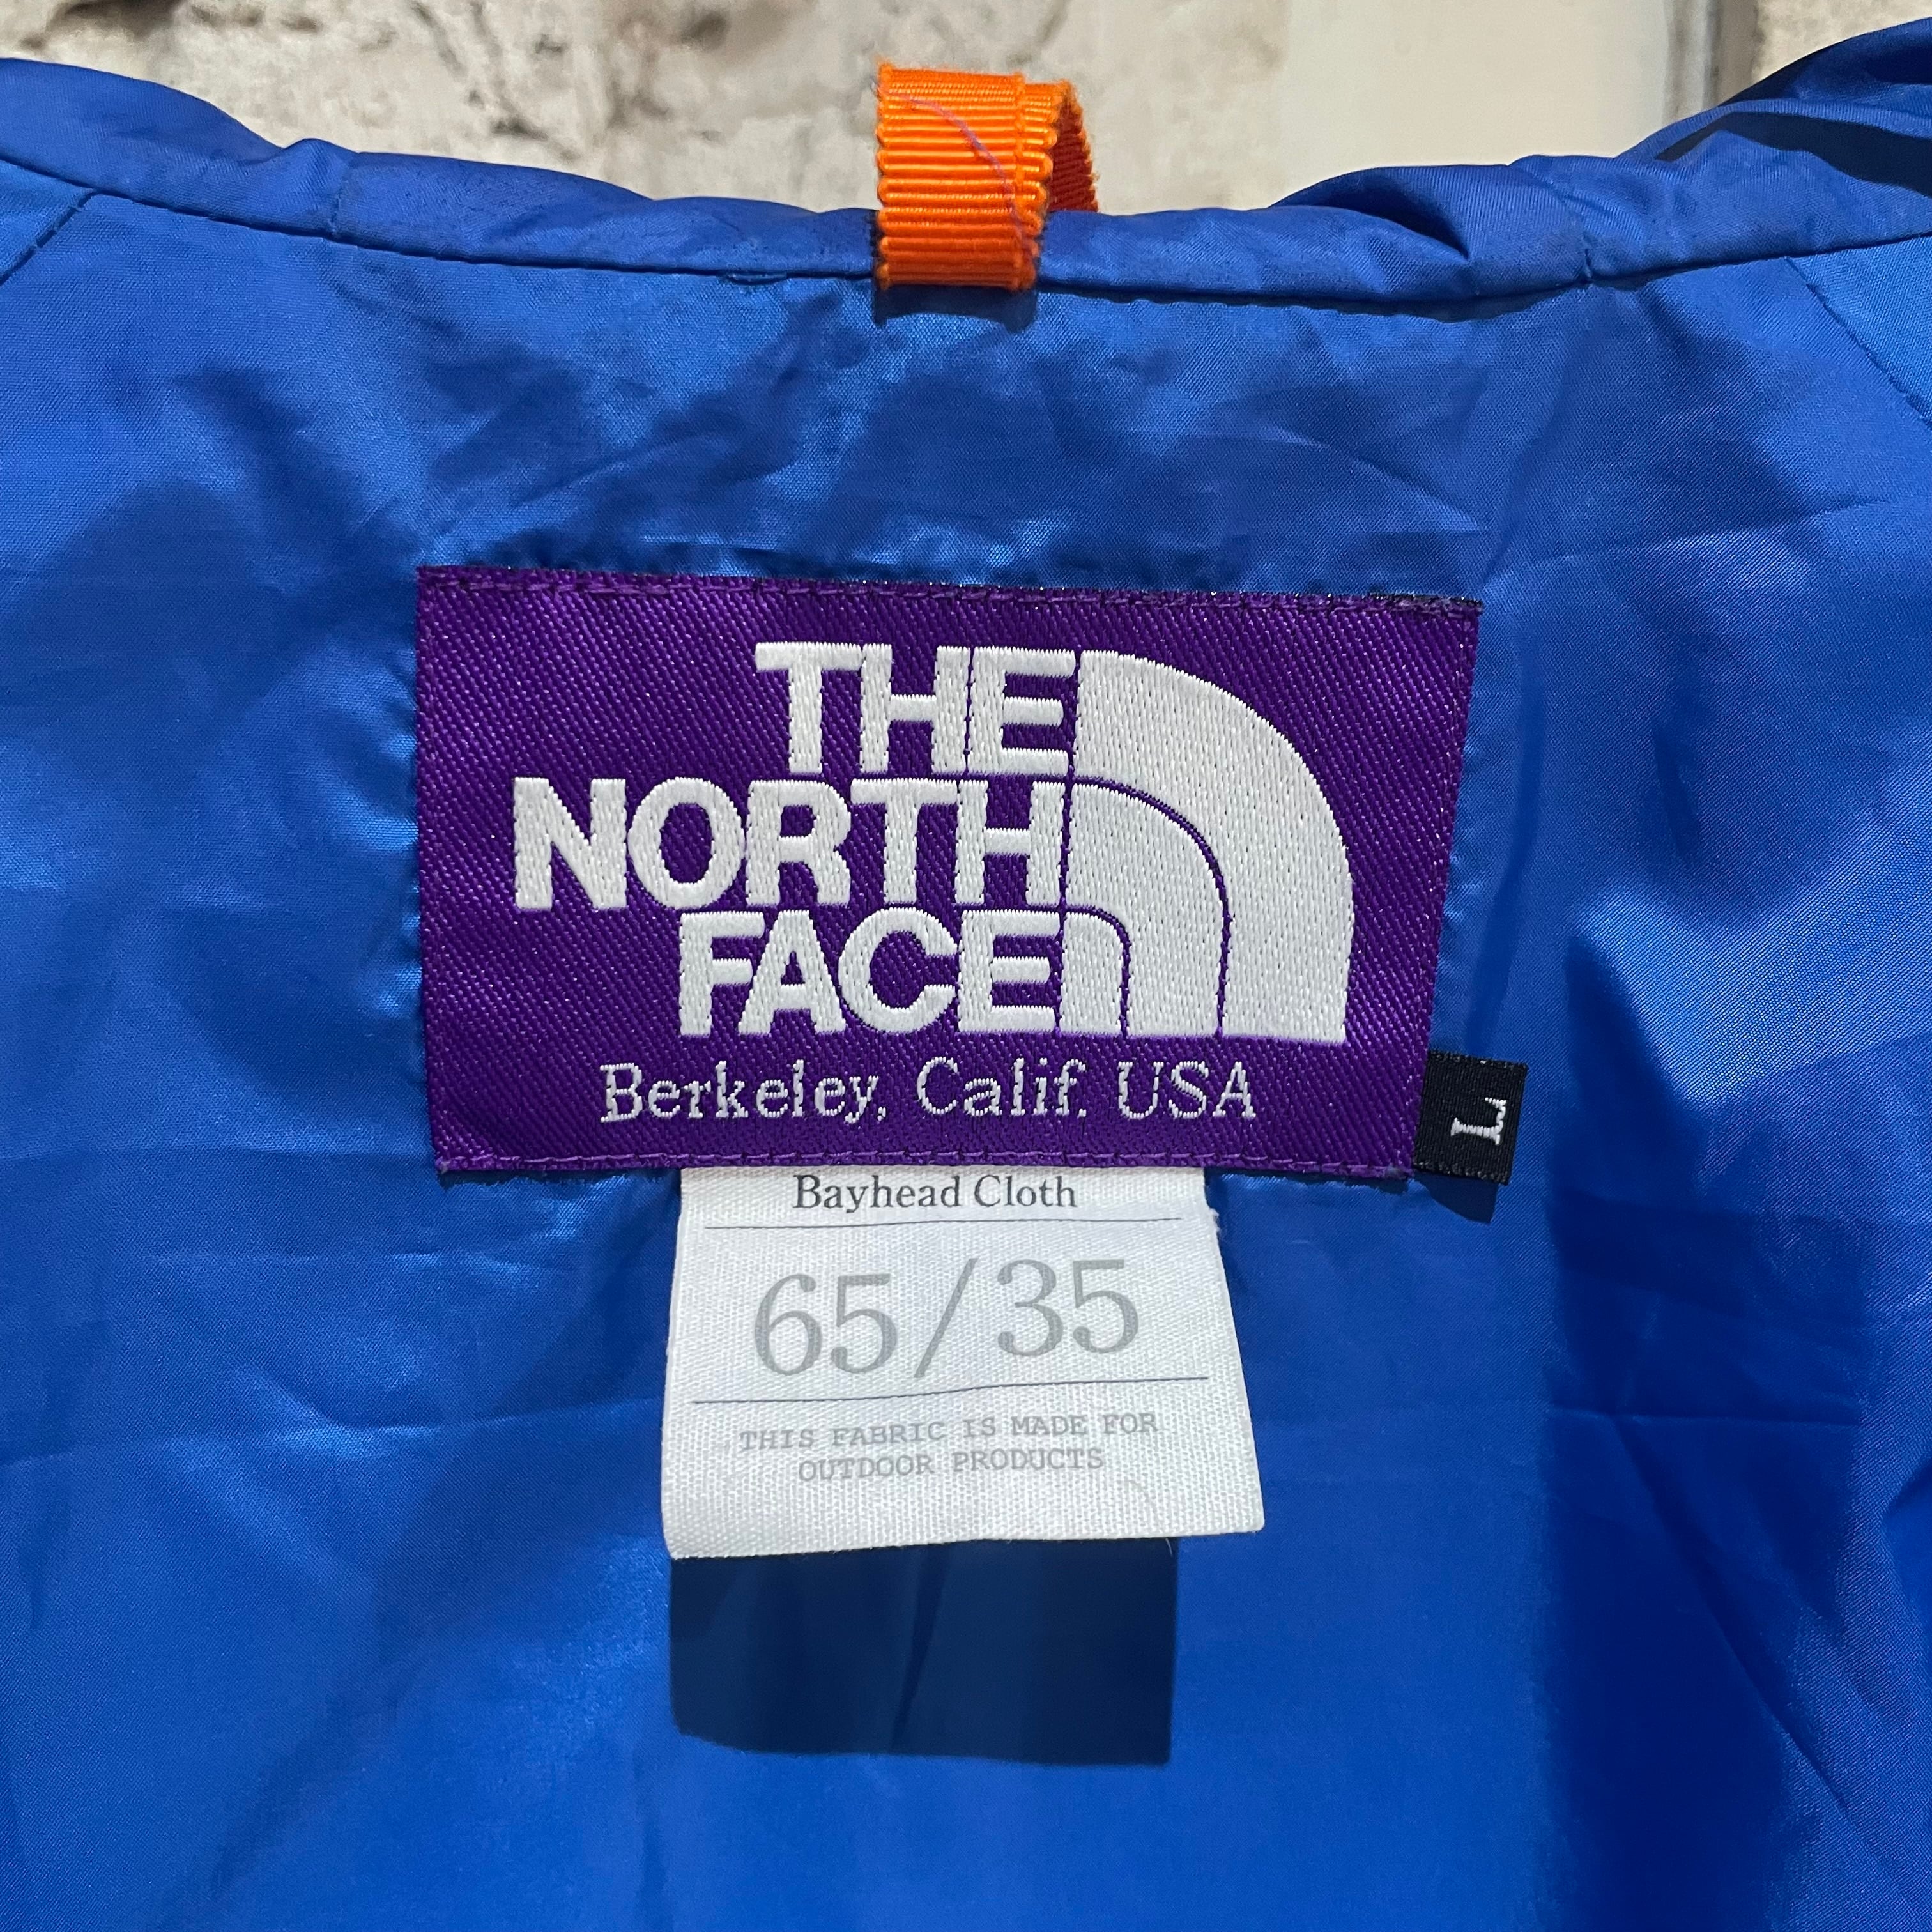 THE
NORTH
FACE
Berkeley, Calif. USA
L
Bayhead Cloth
65/35
THIS FABRIC IS MADE FOR
OUTDOOR PRODUCTS